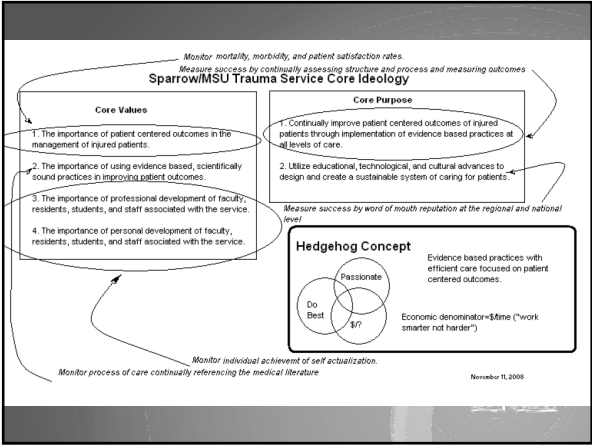 Monitor mortality, morbidity, and patient satisfaction rates.
Measure success by continually assessing structure and process and measuring outcomes
Sparrow/MSU Trauma Service Core Ideology
Core Values
1. The importance of patient centered outcomes in the
management of injured patients.
2. The importance of using evidence based, scientifically
sound practices in improving patient outcomes.
3. The importance of professional development of faculty,
residents, students, and staff associated with the service.
4. The importance of personal development of faculty,
residents, students, and staff asociated with the service.
Core Purpose
1. Continually improve patient centered outcomes of injured
patients through implementation of evidence based practices at
all levels of care.
2. Utilize educational, technological, and cultural advances to
design and create a sustainable system of caring for patients.
Measure success by word of mouth reputation at the regional and national
level
Hedgehog Concept
Passionate
Do
Best
$/?
Evidence based practices with
efficient care focused on patient
centered outcomes.
Economic denominator=$/time ("work
smarter not harder")
Monitor individual achievemt of self actualization.
Monitor process of care continually referencing the medical literature
November 11, 2008